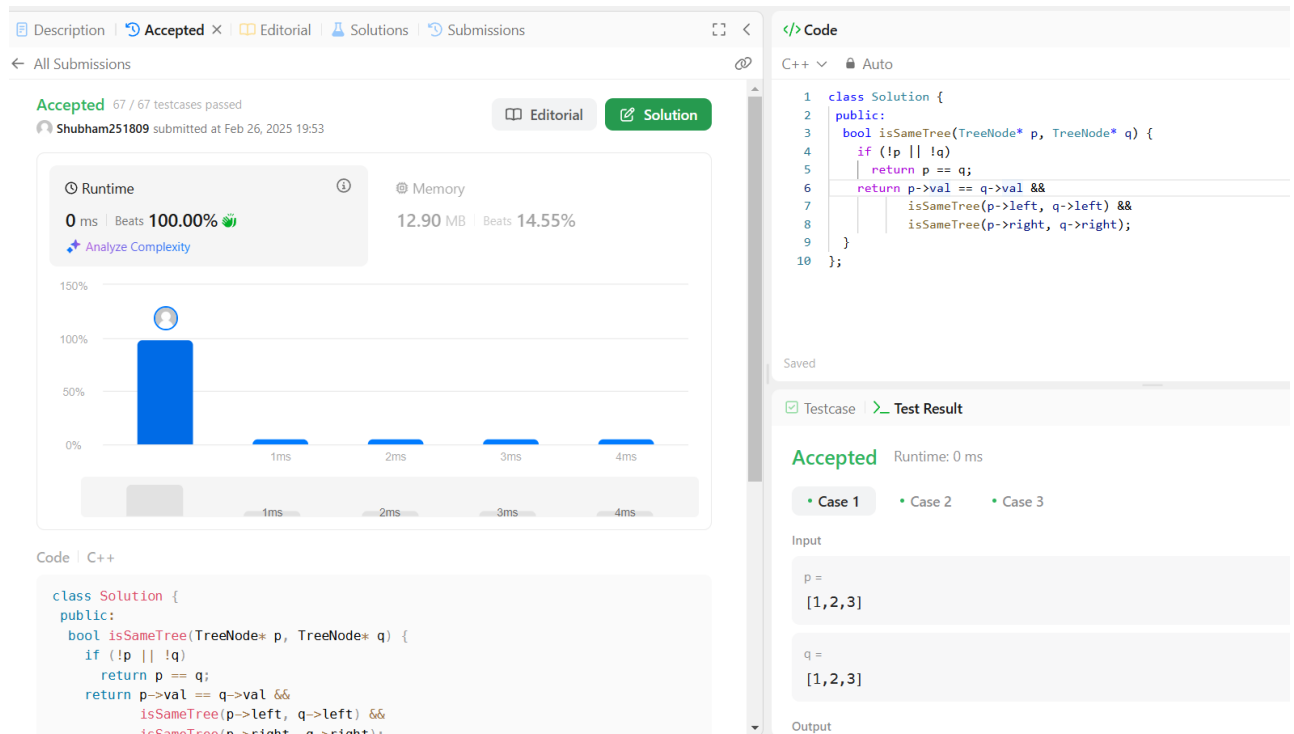 Description Accepted Editorial Solutions Submissions
All Submissions
Accepted 67 / 67 testcases passed
Shubham251809 submitted at Feb 26, 2025 19:53
Editorial Solution
Runtime
0 ms Beats 100.00%
Analyze Complexity
Memory
12.90 MB Beats 14.55%
150%
100%
50%
0%
1ms 2ms 3ms 4ms
1ms 2ms 3ms 4ms
Code C++
class Solution {
public:
bool isSameTree(TreeNode* p, TreeNode* q) {
if (!p || !q)
return p == q;
return p->val == q->val &&
isSameTree(p->left, q->left) &&
isSameTree(p->right, q->right);
</> Code
C++ Auto
1 class Solution {
2 public:
3 bool isSameTree(TreeNode* p, TreeNode* q) {
4 if (!p || !q)
5 return p == q;
6 return p->val == q->val &&
7 isSameTree(p->left, q->left) &&
8 isSameTree(p->right, q->right);
9 }
10 };
Saved
Testcase >_ Test Result
Accepted Runtime: 0 ms
• Case 1 • Case 2 • Case 3
Input
p =
[1,2,3]
q =
[1,2,3]
Output